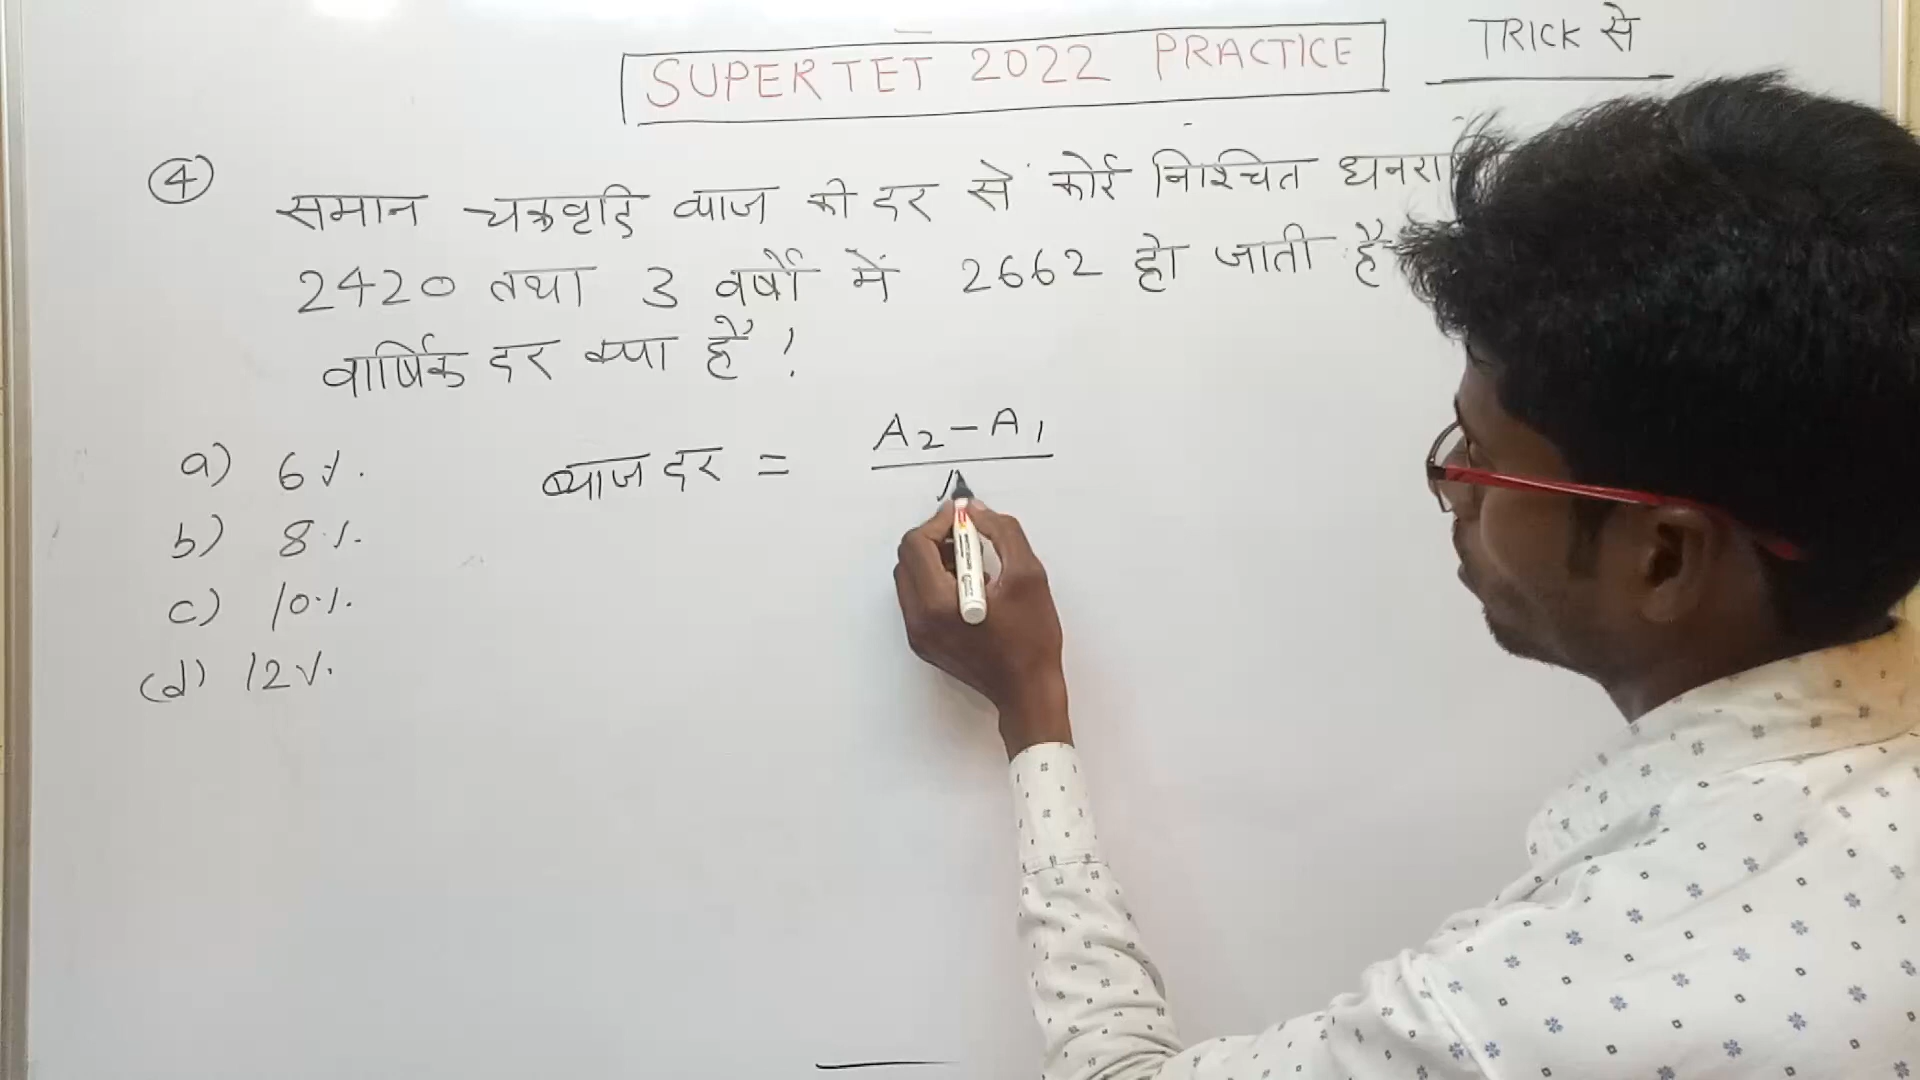 SUPERTET 2022 PRACTICE
TRICK से
④ समान चक्रवृद्दि व्याज की दर से कोई निश्चित धनरा
2420 तथा 3 वर्षों में 2662 हो जाती है
वार्षिक दर क्या है ?
a) 6%.
b) 8%.
c) 10%.
(d) 12%.
ब्याज दर = A₂-A₁